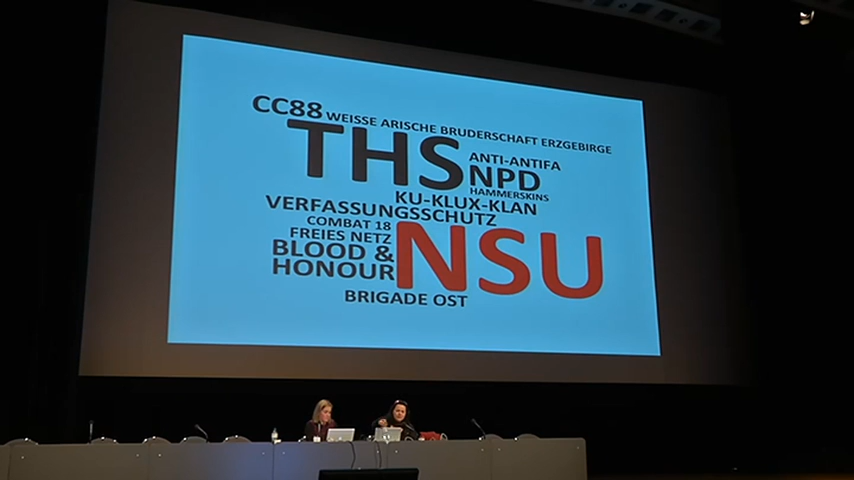 CC88 WEISSE ARISCHE BRUDERSCHAFT ERZGEBIRGE
THS
ANTI-ANTIFA
NPD
HAMMERSKINS
KU-KLUX-KLAN
VERFASSUNGSSCHUTZ
COMBAT 18
FREIES NETZ
BLOOD &
HONOUR
NSU
BRIGADE OST